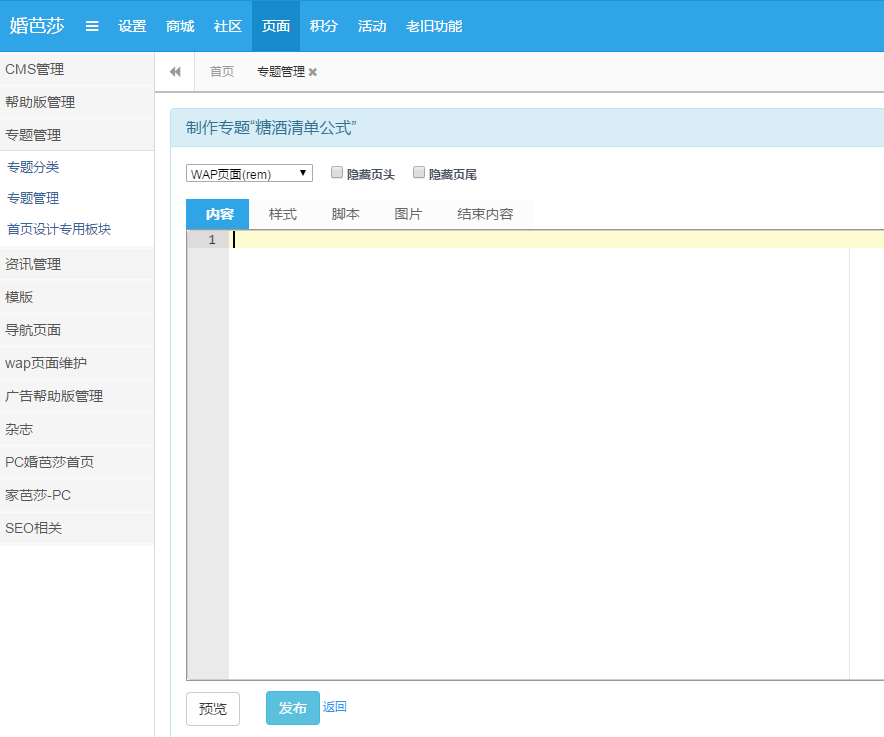 婚芭莎 设置 商城 社区 页面 积分 活动 老旧功能
CMS管理
帮助版管理
专题管理
专题分类
专题管理
首页设计专用板块
资讯管理
模版
导航页面
wap页面维护
广告帮助版管理
杂志
PC婚芭莎首页
家芭莎-PC
SEO相关
首页 专题管理
制作专题“糖酒清单公式”
WAP页面(rem) 隐藏页头 隐藏页尾
内容 样式 脚本 图片 结束内容
1
预览 发布 返回